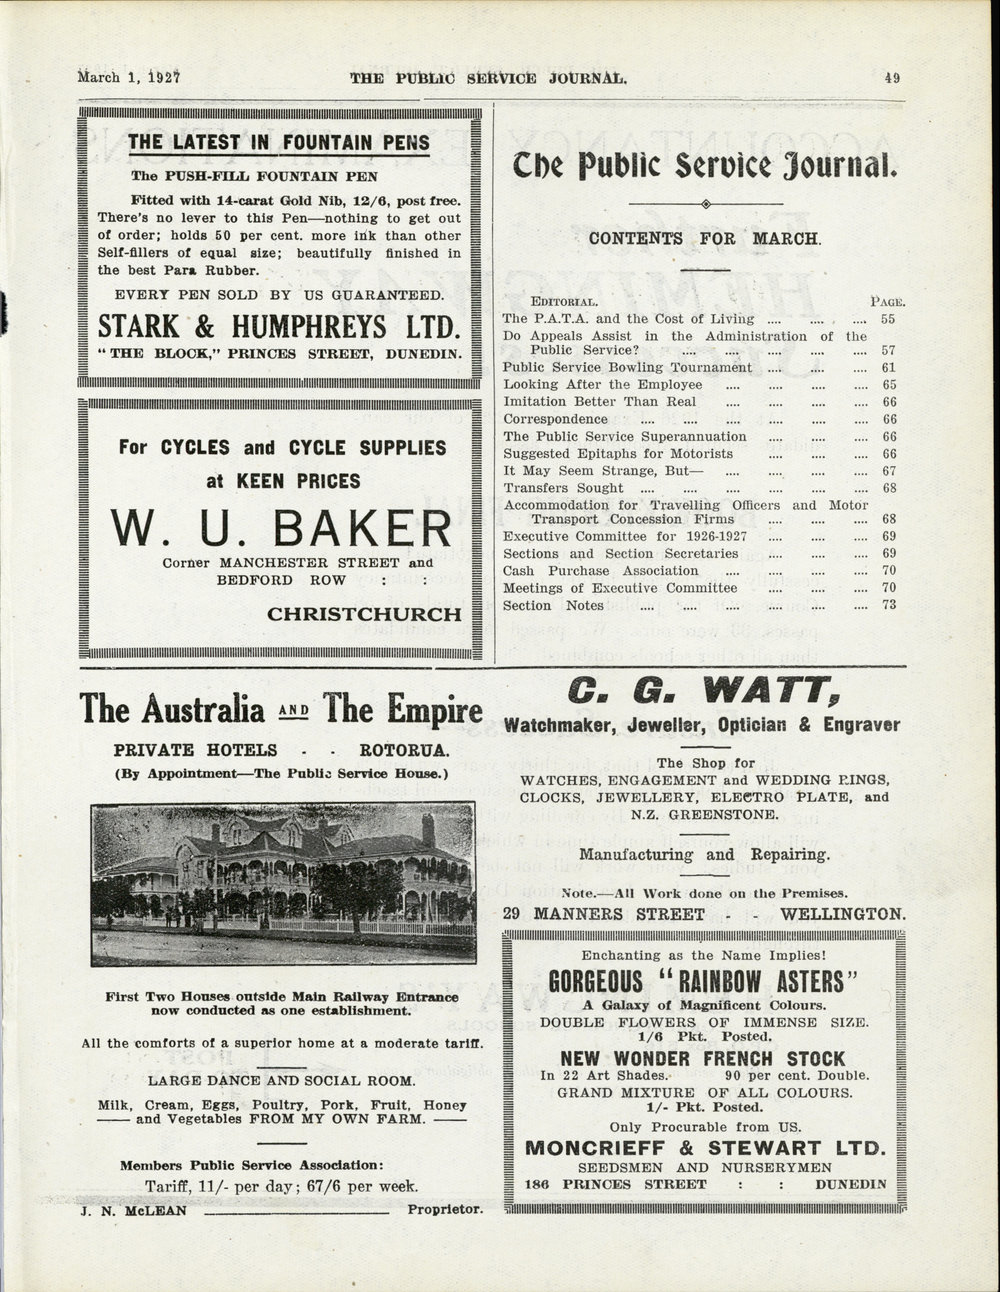 March 1, 1927 THE PUBLIC SERVICE JOURNAL. 49
THE LATEST IN FOUNTAIN PENS
The PUSH-FILL FOUNTAIN PEN
Fitted with 14-carat Gold Nib, 12/6, post free.
There's no lever to this Pen—nothing to get out
of order; holds 50 per cent. more ink than other
Self-fillers of equal size; beautifully finished in
the best Para Rubber.
EVERY PEN SOLD BY US GUARANTEED.
STARK & HUMPHREYS LTD.
"THE BLOCK," PRINCES STREET, DUNEDIN.
For CYCLES and CYCLE SUPPLIES
at KEEN PRICES
W. U. BAKER
Corner MANCHESTER STREET and
BEDFORD ROW : :
CHRISTCHURCH
The Public Service Journal.
CONTENTS FOR MARCH.
EDITORIAL. PAGE.
The P.A.T.A. and the Cost of Living .... .... .... 55
Do Appeals Assist in the Administration of the
Public Service? .... .... .... .... .... 57
Public Service Bowling Tournament .... .... .... 61
Looking After the Employee .... .... .... .... 65
Imitation Better Than Real .... .... .... .... 66
Correspondence .... .... .... .... .... .... 66
The Public Service Superannuation .... .... .... 66
Suggested Epitaphs for Motorists .... .... .... 66
It May Seem Strange, But— .... .... .... .... 67
Transfers Sought .... .... .... .... .... .... 68
Accommodation for Travelling Officers and Motor
Transport Concession Firms .... .... .... 68
Executive Committee for 1926-1927 .... .... .... 69
Sections and Section Secretaries .... .... .... 69
Cash Purchase Association .... .... .... .... 70
Meetings of Executive Committee .... .... .... 70
Section Notes .... .... .... .... .... .... 73
The Australia AND The Empire
PRIVATE HOTELS - - ROTORUA.
(By Appointment—The Public Service House.)
First Two Houses outside Main Railway Entrance
now conducted as one establishment.
All the comforts of a superior home at a moderate tariff.
LARGE DANCE AND SOCIAL ROOM.
Milk, Cream, Eggs, Poultry, Pork, Fruit, Honey
—— and Vegetables FROM MY OWN FARM. ——
Members Public Service Association:
Tariff, 11/- per day; 67/6 per week.
J. N. McLEAN ———— Proprietor.
C. G. WATT,
Watchmaker, Jeweller, Optician & Engraver
The Shop for
WATCHES, ENGAGEMENT and WEDDING RINGS,
CLOCKS, JEWELLERY, ELECTRO PLATE, and
N.Z. GREENSTONE.
Manufacturing and Repairing.
Note.—All Work done on the Premises.
29 MANNERS STREET - - WELLINGTON.
Enchanting as the Name Implies!
GORGEOUS "RAINBOW ASTERS"
A Galaxy of Magnificent Colours.
DOUBLE FLOWERS OF IMMENSE SIZE.
1/6 Pkt. Posted.
NEW WONDER FRENCH STOCK
In 22 Art Shades. 90 per cent. Double.
GRAND MIXTURE OF ALL COLOURS.
1/- Pkt. Posted.
Only Procurable from US.
MONCRIEFF & STEWART LTD.
SEEDSMEN AND NURSERYMEN
186 PRINCES STREET : : DUNEDIN